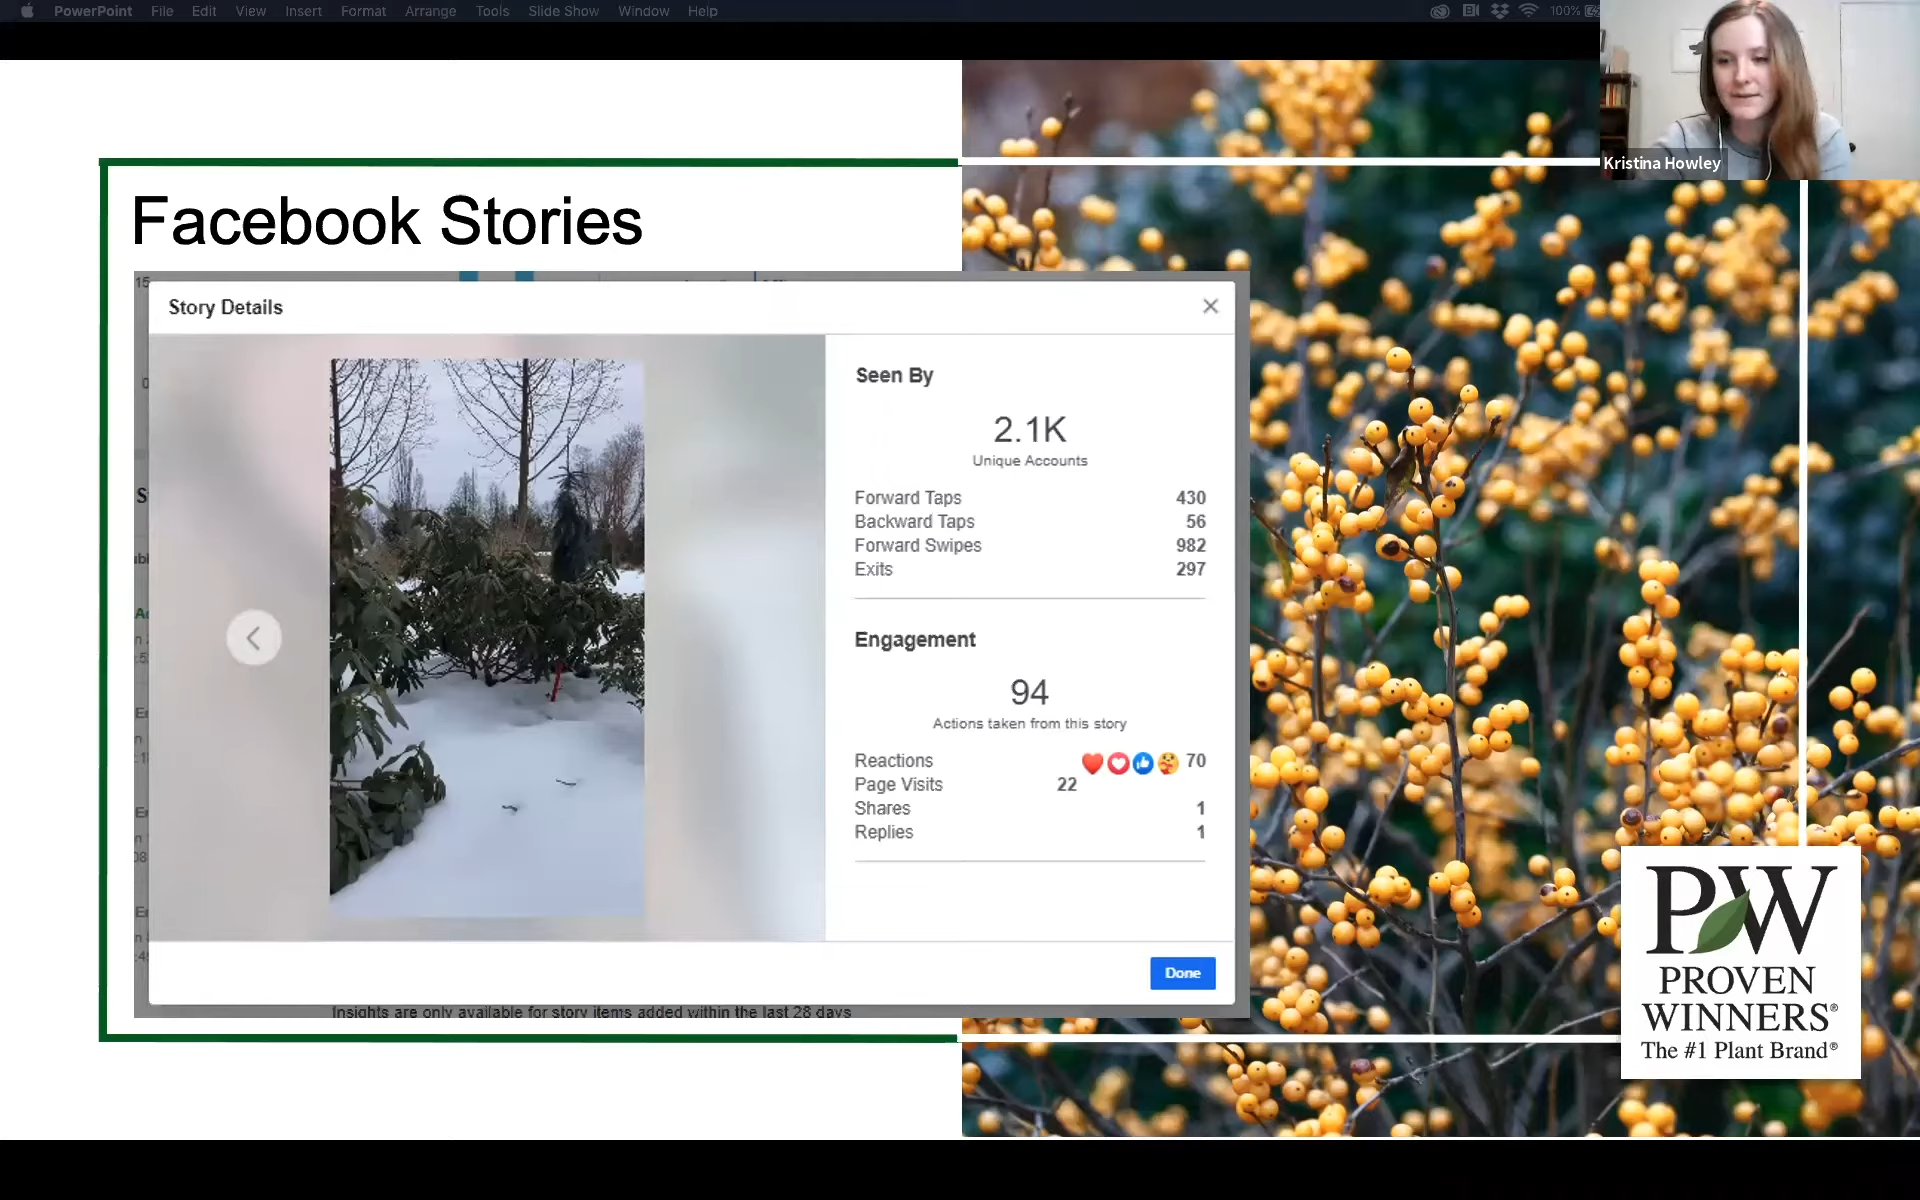 PowerPoint File Edit View Insert Format Arrange Tools Slide Show Window Help 100%
Kristina Howley
Facebook Stories
15
Story Details
Seen By
2.1K
Unique Accounts
Forward Taps 430
Backward Taps 56
Forward Swipes 982
Exits 297
Engagement
94
Actions taken from this story
Reactions 70
Page Visits 22
Shares 1
Replies 1
Done
Insights are only available for story items added within the last 28 days
PW
PROVEN
WINNERS®
The #1 Plant Brand®